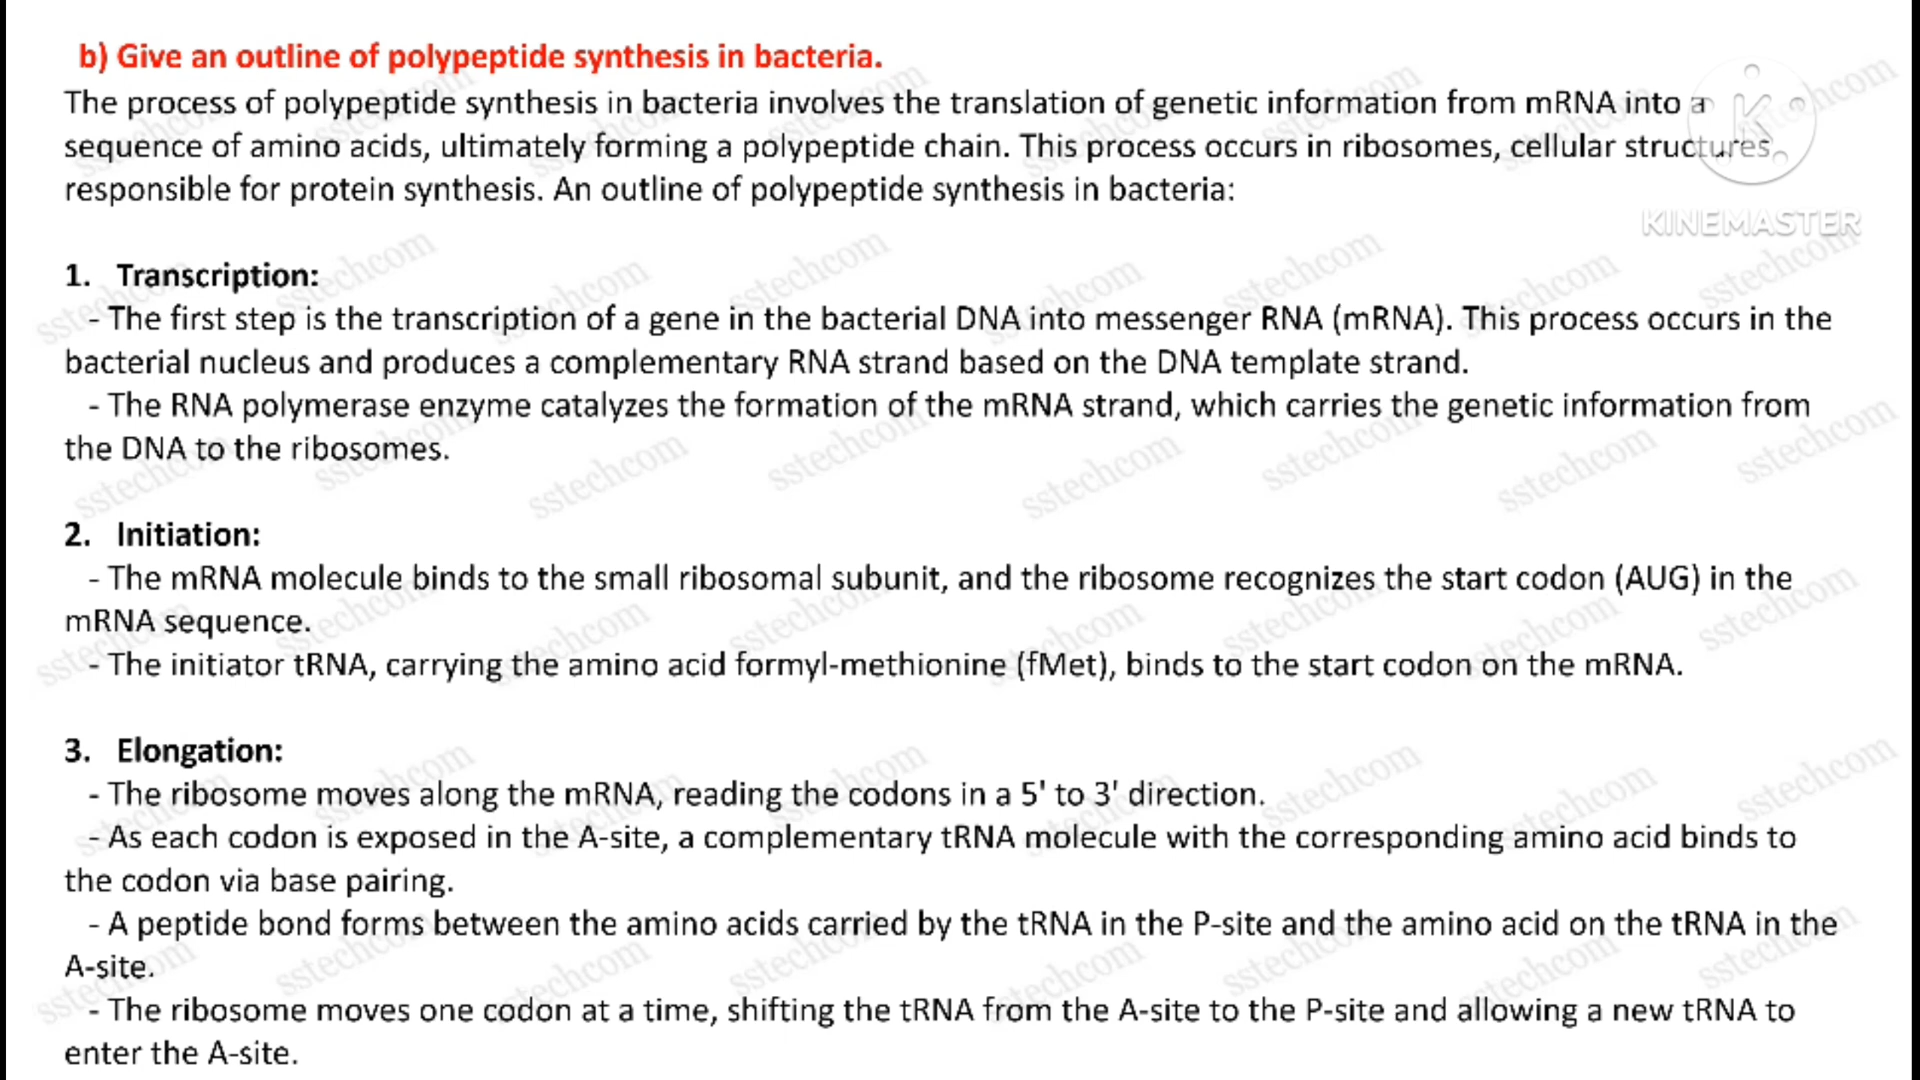 b) Give an outline of polypeptide synthesis in bacteria.
The process of polypeptide synthesis in bacteria involves the translation of genetic information from mRNA into a
sequence of amino acids, ultimately forming a polypeptide chain. This process occurs in ribosomes, cellular structures
responsible for protein synthesis. An outline of polypeptide synthesis in bacteria:
KINEMASTER
1. Transcription:
- The first step is the transcription of a gene in the bacterial DNA into messenger RNA (mRNA). This process occurs in the
bacterial nucleus and produces a complementary RNA strand based on the DNA template strand.
- The RNA polymerase enzyme catalyzes the formation of the mRNA strand, which carries the genetic information from
the DNA to the ribosomes.
2. Initiation:
- The mRNA molecule binds to the small ribosomal subunit, and the ribosome recognizes the start codon (AUG) in the
mRNA sequence.
- The initiator tRNA, carrying the amino acid formyl-methionine (fMet), binds to the start codon on the mRNA.
3. Elongation:
- The ribosome moves along the mRNA, reading the codons in a 5' to 3' direction.
- As each codon is exposed in the A-site, a complementary tRNA molecule with the corresponding amino acid binds to
the codon via base pairing.
- A peptide bond forms between the amino acids carried by the tRNA in the P-site and the amino acid on the tRNA in the
A-site.
- The ribosome moves one codon at a time, shifting the tRNA from the A-site to the P-site and allowing a new tRNA to
enter the A-site.
sstechcom